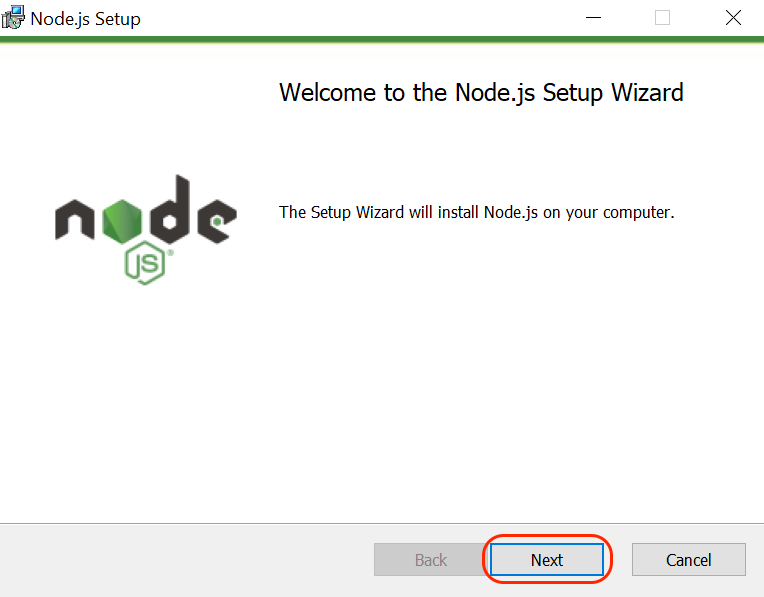 Node.js Setup
Welcome to the Node.js Setup Wizard
node
JS®
The Setup Wizard will install Node.js on your computer.
Back
Next
Cancel